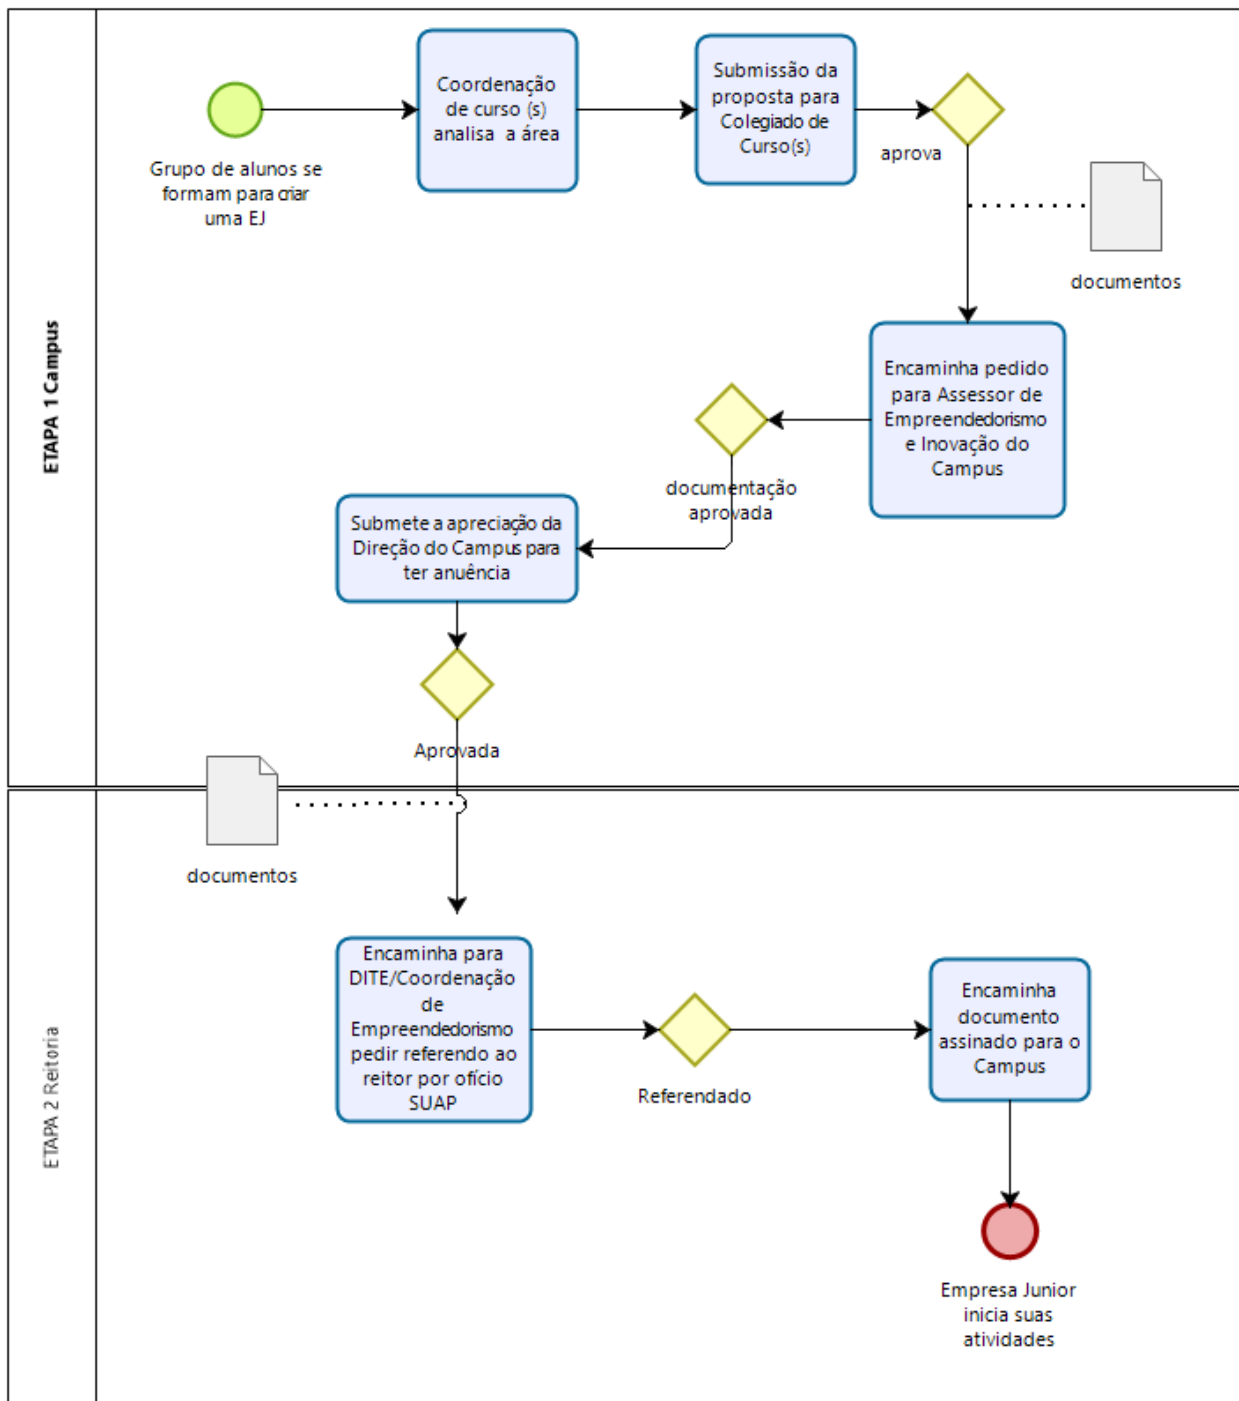 ETAPA 1 Campus
Grupo de alunos se
formam para criar
uma EJ
Coordenação
de curso (s)
analisa a área
Submissão da
proposta para
Colegiado de
Curso(s)
aprova
documentos
Encaminha pedido
para Assessor de
Empreendedorismo
e Inovação do
Campus
documentação
aprovada
Submete a apreciação da
Direção do Campus para
ter anuência
Aprovada
documentos
ETAPA 2 Reitoria
Encaminha para
DITE/Coordenação
de
Empreendedorismo
pedir referendo ao
reitor por ofício
SUAP
Referendado
Encaminha
documento
assinado para o
Campus
Empresa Junior
inicia suas
atividades